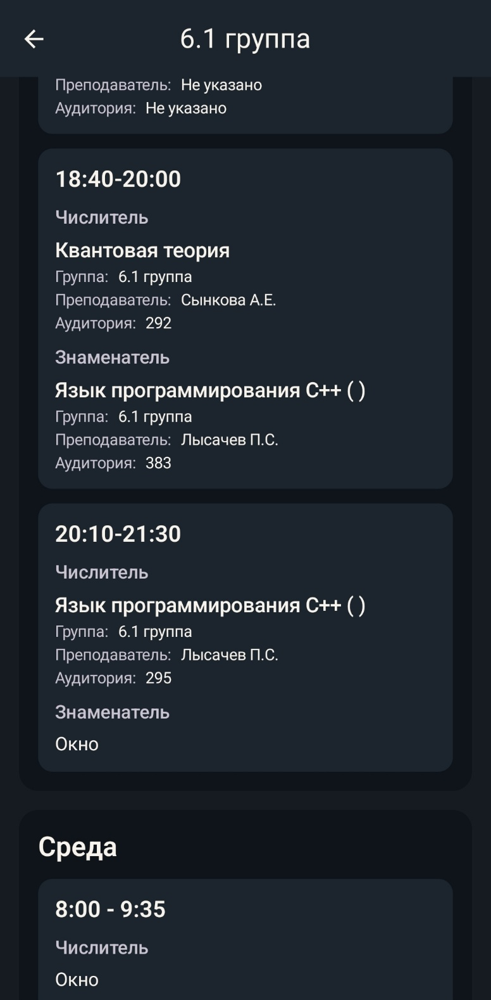 6.1 группа
Преподаватель: Не указано
Аудитория: Не указано
18:40-20:00
Числитель
Квантовая теория
Группа: 6.1 группа
Преподаватель: Сынкова А.Е.
Аудитория: 292
Знаменатель
Язык программирования C++ ( )
Группа: 6.1 группа
Преподаватель: Лысачев П.С.
Аудитория: 383
20:10-21:30
Числитель
Язык программирования C++ ( )
Группа: 6.1 группа
Преподаватель: Лысачев П.С.
Аудитория: 295
Знаменатель
Окно
Среда
8:00 - 9:35
Числитель
Окно